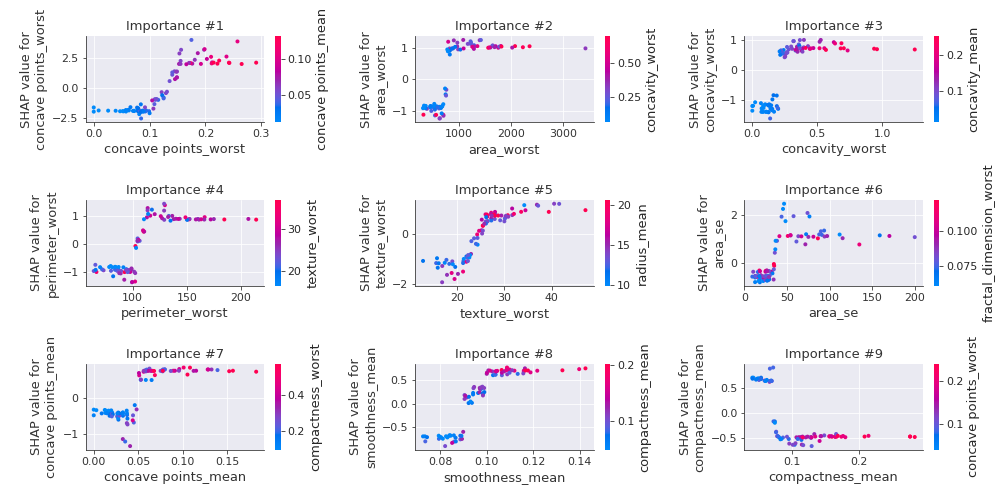 Importance #1
SHAP value for
concave points_worst
2.5
0.0
−2.5
0.0
0.1
0.2
0.3
concave points_worst
0.10
0.05
concave points_mean
Importance #2
SHAP value for
area_worst
1
0
−1
1000
2000
3000
area_worst
0.50
0.25
concavity_worst
Importance #3
SHAP value for
concavity_worst
1
0
−1
0.0
0.5
1.0
concavity_worst
0.2
0.1
concavity_mean
Importance #4
SHAP value for
perimeter_worst
1
0
−1
100
150
200
perimeter_worst
30
20
texture_worst
Importance #5
SHAP value for
texture_worst
0
−2
20
30
40
texture_worst
20
15
10
radius_mean
Importance #6
SHAP value for
area_se
2
0
0
50
100
150
200
area_se
0.100
0.075
fractal_dimension_worst
Importance #7
SHAP value for
concave points_mean
0
−1
0.00
0.05
0.10
0.15
concave points_mean
0.4
0.2
compactness_worst
Importance #8
SHAP value for
smoothness_mean
0.5
0.0
−0.5
0.08
0.10
0.12
0.14
smoothness_mean
0.2
0.1
compactness_mean
Importance #9
SHAP value for
compactness_mean
0.5
0.0
−0.5
0.1
0.2
compactness_mean
0.2
0.1
concave points_worst